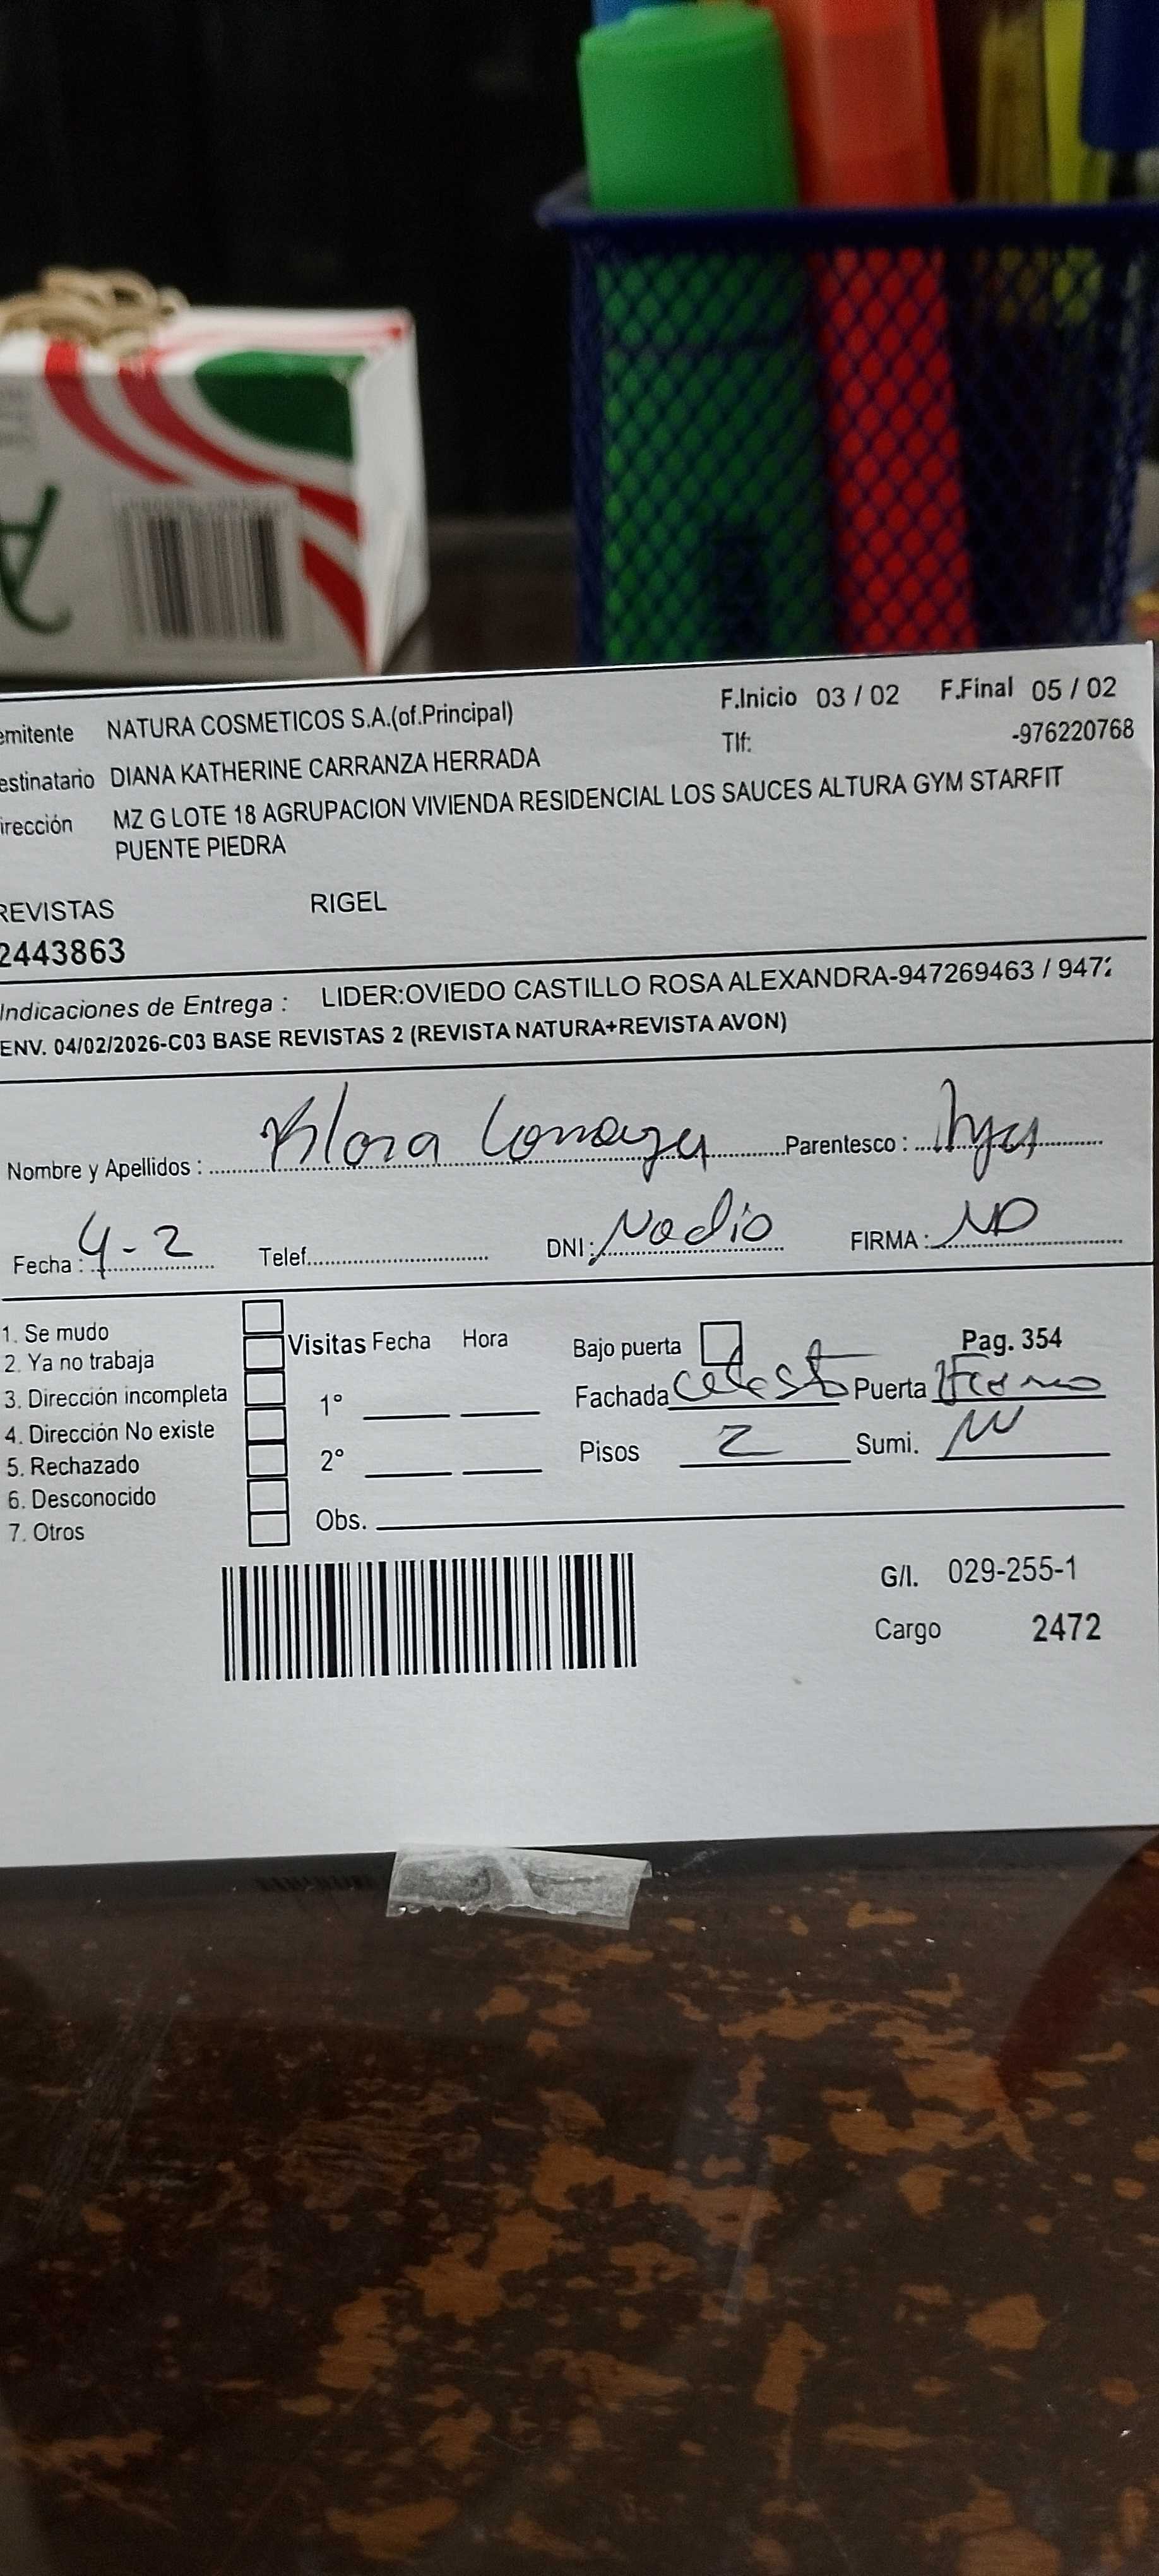 emitente NATURA COSMETICOS S.A.(of.Principal) F.Inicio 03 / 02 F.Final 05 / 02
Tlf: -976220768
estinatario DIANA KATHERINE CARRANZA HERRADA
irección MZ G LOTE 18 AGRUPACION VIVIENDA RESIDENCIAL LOS SAUCES ALTURA GYM STARFIT
PUENTE PIEDRA
REVISTAS RIGEL
2443863
Indicaciones de Entrega : LIDER:OVIEDO CASTILLO ROSA ALEXANDRA-947269463 / 947
ENV. 04/02/2026-C03 BASE REVISTAS 2 (REVISTA NATURA+REVISTA AVON)
Nombre y Apellidos : Parentesco :
Fecha : 4-2 Telef. DNI: Nodio FIRMA: ND
1. Se mudo
2. Ya no trabaja
3. Dirección incompleta
4. Dirección No existe
5. Rechazado
6. Desconocido
7. Otros
Visitas Fecha Hora
1°
2°
Obs.
Bajo puerta Pag. 354
Fachada Celest Puerta
Pisos 2 Sumi.
G/I. 029-255-1
Cargo 2472